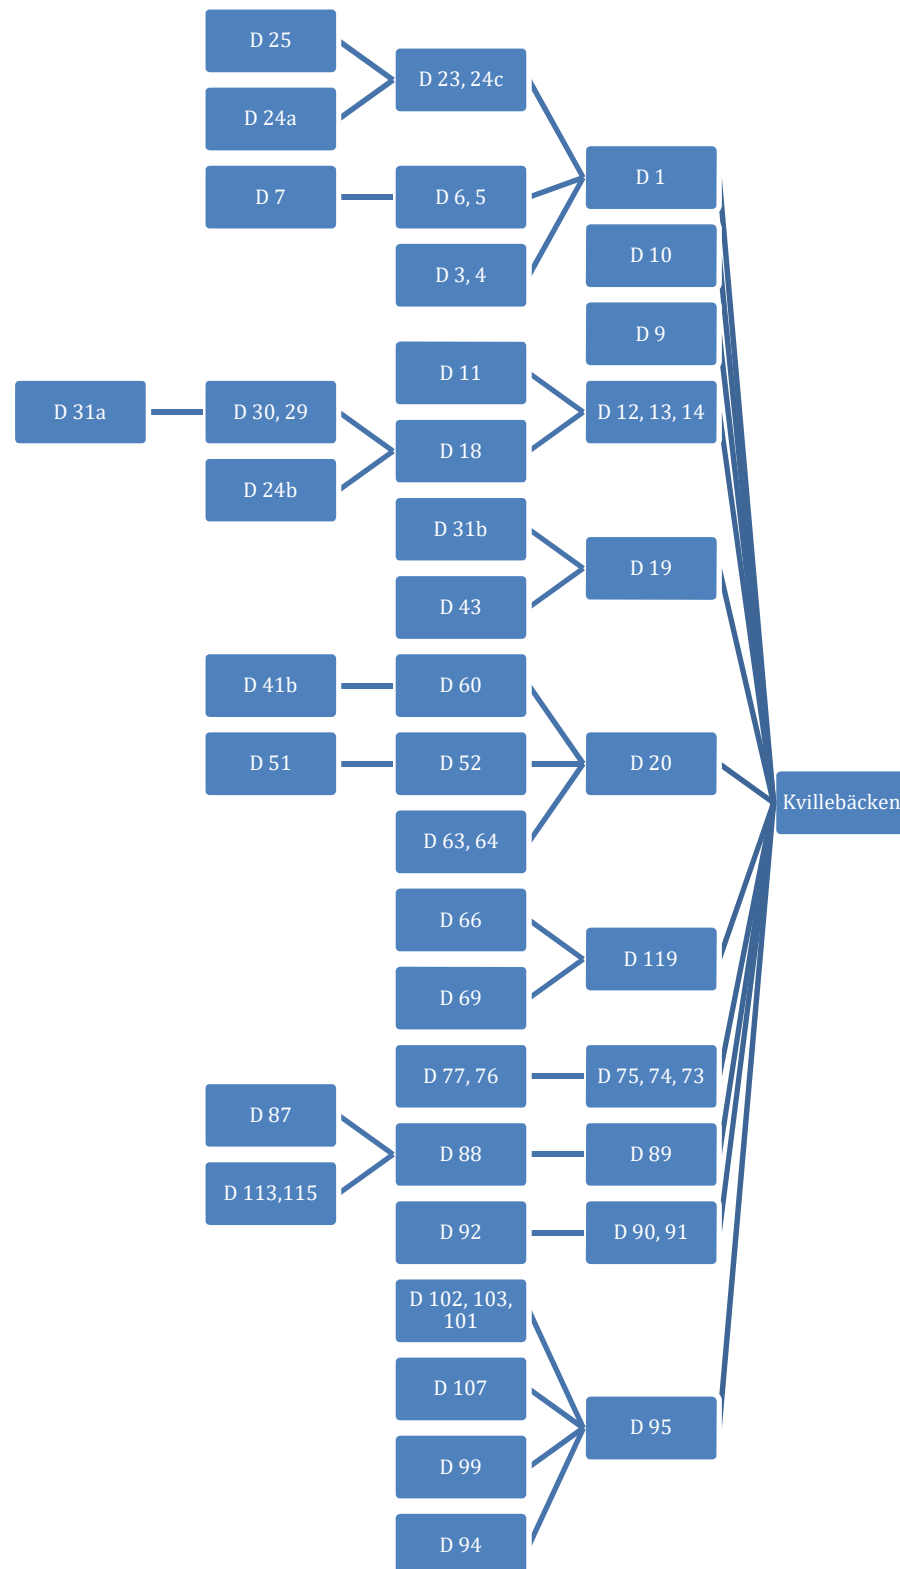 D 25
D 23, 24c
D 24a
D 1
D 7
D 6, 5
D 10
D 3, 4
D 9
D 11
D 31a
D 30, 29
D 12, 13, 14
D 18
D 24b
D 31b
D 19
D 43
D 41b
D 60
D 51
D 52
D 20
Kvillebäcken
D 63, 64
D 66
D 119
D 69
D 77, 76
D 75, 74, 73
D 87
D 88
D 89
D 113,115
D 92
D 90, 91
D 102, 103,
101
D 107
D 95
D 99
D 94